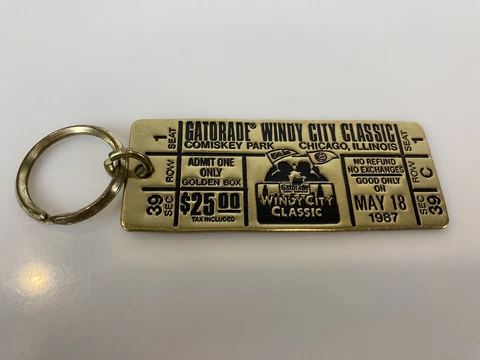 GATORADE® WINDY CITY CLASSIC
COMISKEY PARK CHICAGO, ILLINOIS
1
SEAT
ROW
39
SEC
ADMIT ONE
ONLY
GOLDEN BOX
$25.00
TAX INCLUDED
GATORADE
WINDY CITY
CLASSIC
NO REFUND
NO EXCHANGES
GOOD ONLY
ON
MAY 18
1987
1
SEAT
C
ROW
39
SEC